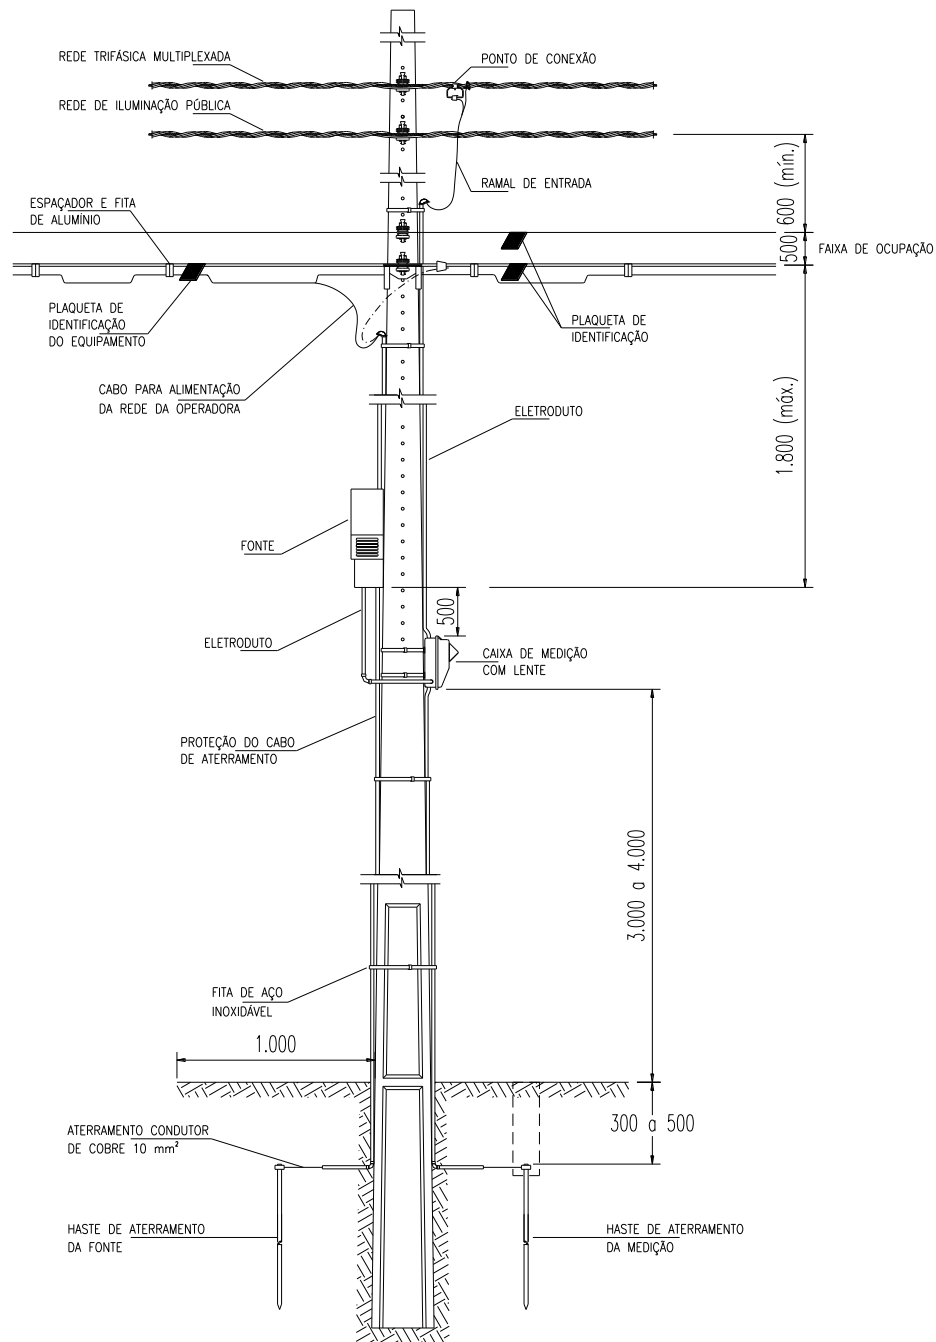 REDE TRIFÁSICA MULTIPLEXADA
PONTO DE CONEXÃO
REDE DE ILUMINAÇÃO PÚBLICA
600 (mín.)
RAMAL DE ENTRADA
ESPAÇADOR E FITA
DE ALUMÍNIO
500
FAIXA DE OCUPAÇÃO
PLAQUETA DE
IDENTIFICAÇÃO
DO EQUIPAMENTO
PLAQUETA DE
IDENTIFICAÇÃO
CABO PARA ALIMENTAÇÃO
DA REDE DA OPERADORA
ELETRODUTO
1.800 (máx.)
FONTE
500
ELETRODUTO
CAIXA DE MEDIÇÃO
COM LENTE
PROTEÇÃO DO CABO
DE ATERRAMENTO
3.000 a 4.000
FITA DE AÇO
INOXIDÁVEL
1.000
300 a 500
ATERRAMENTO CONDUTOR
DE COBRE 10 mm²
HASTE DE ATERRAMENTO
DA FONTE
HASTE DE ATERRAMENTO
DA MEDIÇÃO